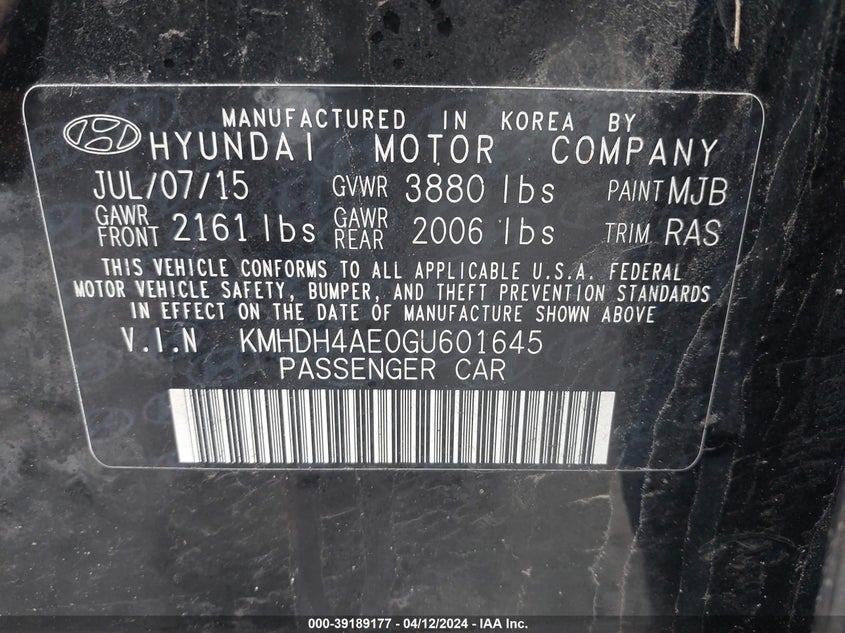 MANUFACTURED IN KOREA BY
HYUNDAI MOTOR COMPANY
JUL/07/15 GVWR 3880 lbs PAINT MJB
GAWR FRONT 2161 lbs GAWR REAR 2006 lbs TRIM RAS
THIS VEHICLE CONFORMS TO ALL APPLICABLE U.S.A. FEDERAL
MOTOR VEHICLE SAFETY, BUMPER, AND THEFT PREVENTION STANDARDS
IN EFFECT ON THE DATE OF MANUFACTURE SHOWN ABOVE
V.I.N KMHDH4AE0GU601645
PASSENGER CAR
000-39189177 - 04/12/2024 - IAA Inc.